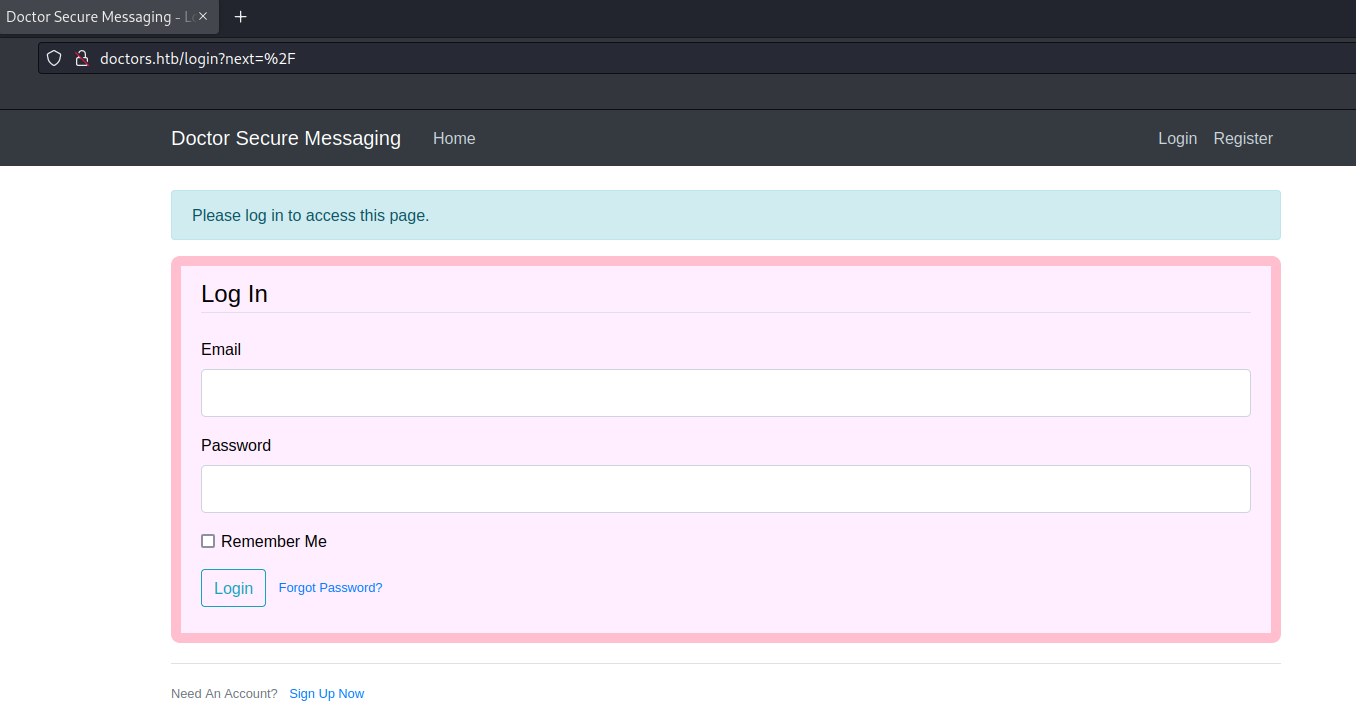 Doctor Secure Messaging - Lo
doctors.htb/login?next=%2F
Doctor Secure Messaging Home Login Register
Please log in to access this page.
Log In
Email
Password
Remember Me
Login Forgot Password?
Need An Account? Sign Up Now